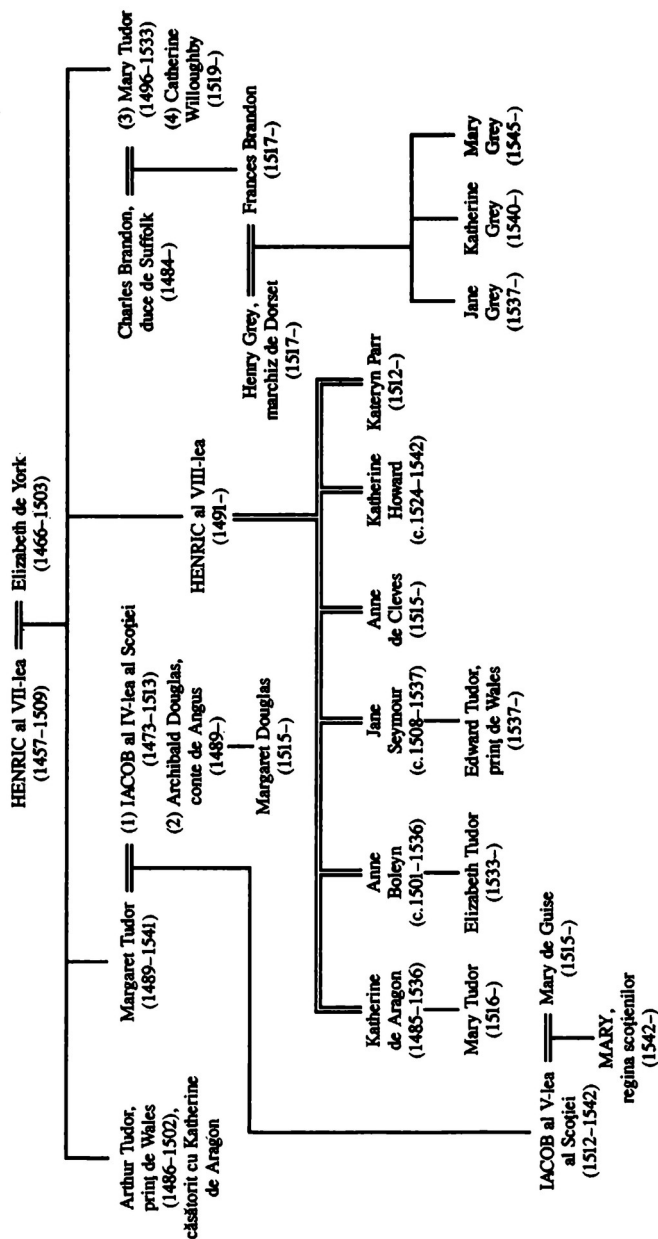 HENRIC al VII-lea
(1457–1509)
Elizabeth de York
(1466–1503)
Arthur Tudor,
prinţ de Wales
(1486–1502),
căsătorit cu Katherine
de Aragon
Margaret Tudor
(1489–1541)
(1) IACOB al IV-lea al Scoţiei
(1473–1513)
(2) Archibald Douglas,
conte de Angus
(1489–)
Margaret Douglas
(1515–)
HENRIC al VIII-lea
(1491–)
Charles Brandon,
duce de Suffolk
(1484–)
(3) Mary Tudor
(1496–1533)
(4) Catherine
Willoughby
(1519–)
Henry Grey,
marchiz de Dorset
(1517–)
Frances Brandon
(1517–)
Jane
Grey
(1537–)
Katherine
Grey
(1540–)
Mary
Grey
(1545–)
Katherine
de Aragon
(1485–1536)
Mary Tudor
(1516–)
Anne
Boleyn
(c.1501–1536)
Elizabeth Tudor
(1533–)
Jane
Seymour
(c.1508–1537)
Edward Tudor,
prinţ de Wales
(1537–)
Anne
de Cleves
(1515–)
Katherine
Howard
(c.1524–1542)
Kateryn Parr
(1512–)
IACOB al V-lea
al Scoţiei
(1512–1542)
Mary de Guise
(1515–)
MARY,
regina scoţienilor
(1542–)